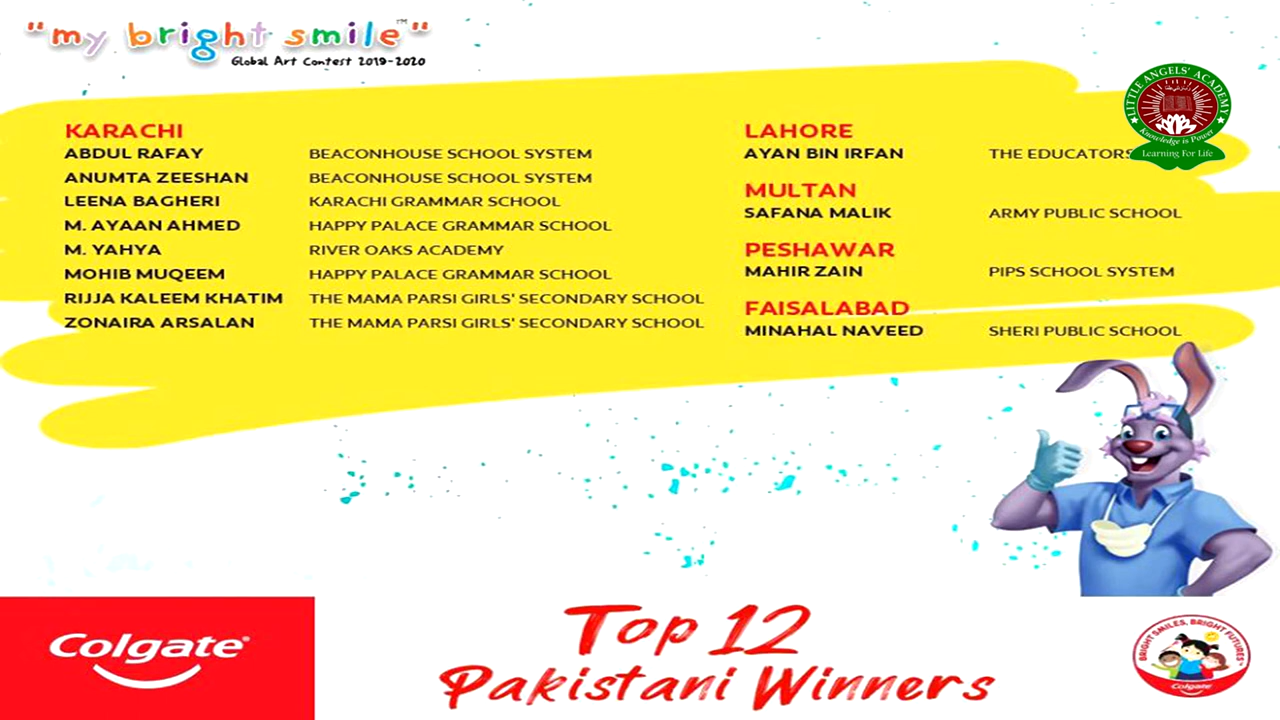 "my bright smile™"
Global Art Contest 2019-2020
KARACHI
ABDUL RAFAY BEACONHOUSE SCHOOL SYSTEM
ANUMTA ZEESHAN BEACONHOUSE SCHOOL SYSTEM
LEENA BAGHERI KARACHI GRAMMAR SCHOOL
M. AYAAN AHMED HAPPY PALACE GRAMMAR SCHOOL
M. YAHYA RIVER OAKS ACADEMY
MOHIB MUQEEM HAPPY PALACE GRAMMAR SCHOOL
RIJJA KALEEM KHATIM THE MAMA PARSI GIRLS' SECONDARY SCHOOL
ZONAIRA ARSALAN THE MAMA PARSI GIRLS' SECONDARY SCHOOL
LAHORE
AYAN BIN IRFAN THE EDUCATORS
MULTAN
SAFANA MALIK ARMY PUBLIC SCHOOL
PESHAWAR
MAHIR ZAIN PIPS SCHOOL SYSTEM
FAISALABAD
MINAHAL NAVEED SHERI PUBLIC SCHOOL
LITTLE ANGELS' ACADEMY
Knowledge is Power
Learning For Life
Colgate®
Top 12
Pakistani Winners
BRIGHT SMILES, BRIGHT FUTURES
Colgate